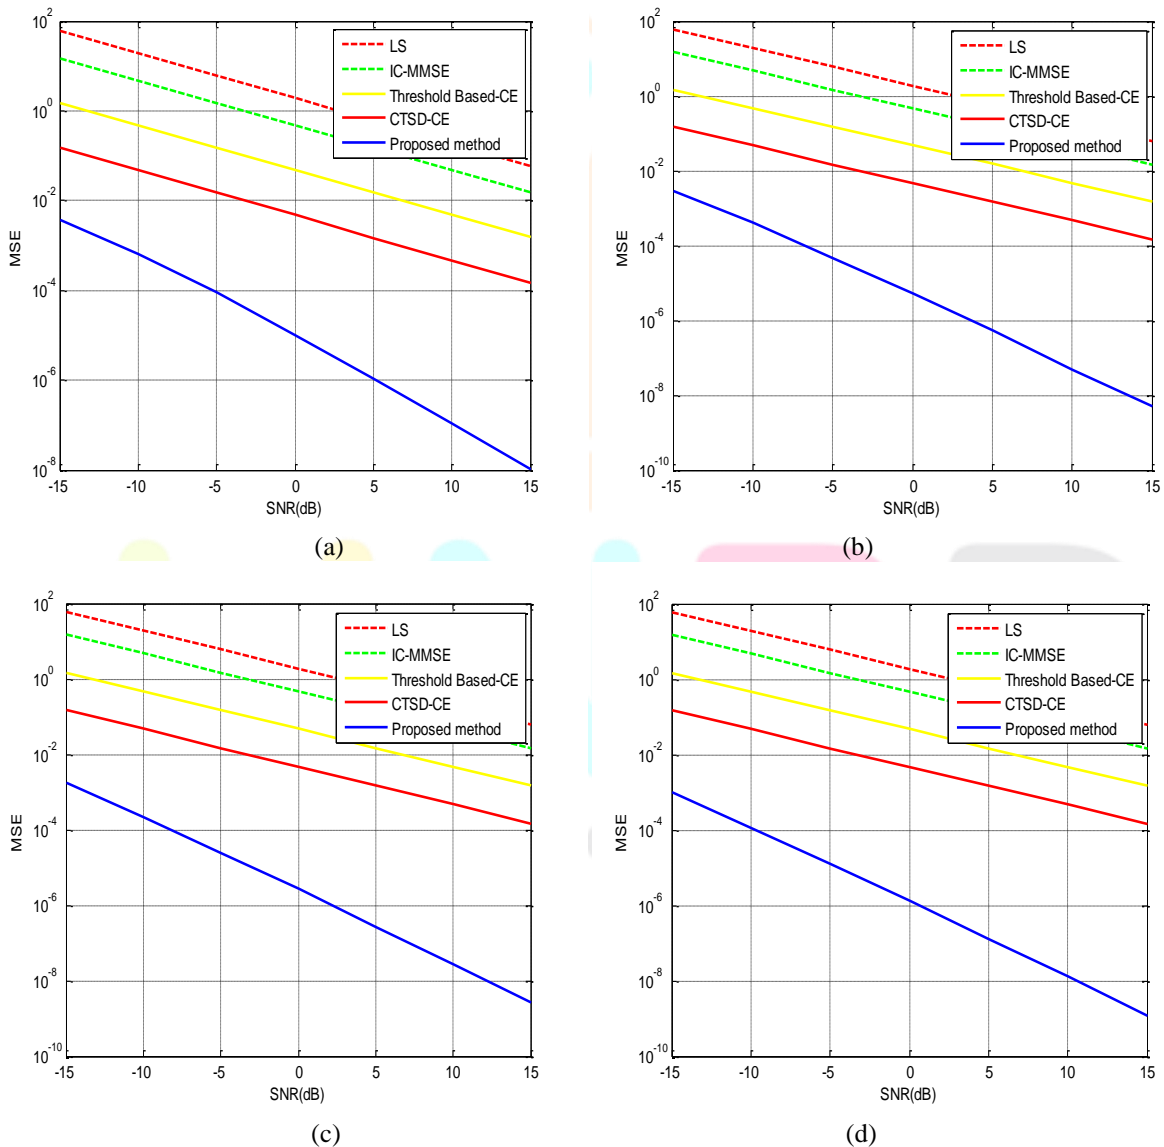 10^2
10^0
10^-2
10^-4
10^-6
10^-8
MSE
LS
IC-MMSE
Threshold Based-CE
CTSD-CE
Proposed method
-15 -10 -5 0 5 10 15
SNR(dB)
(a)
10^2
10^0
10^-2
10^-4
10^-6
10^-8
10^-10
MSE
LS
IC-MMSE
Threshold Based-CE
CTSD-CE
Proposed method
-15 -10 -5 0 5 10 15
SNR(dB)
(b)
10^2
10^0
10^-2
10^-4
10^-6
10^-8
10^-10
MSE
LS
IC-MMSE
Threshold Based-CE
CTSD-CE
Proposed method
-15 -10 -5 0 5 10 15
SNR(dB)
(c)
10^2
10^0
10^-2
10^-4
10^-6
10^-8
10^-10
MSE
LS
IC-MMSE
Threshold Based-CE
CTSD-CE
Proposed method
-15 -10 -5 0 5 10 15
SNR(dB)
(d)